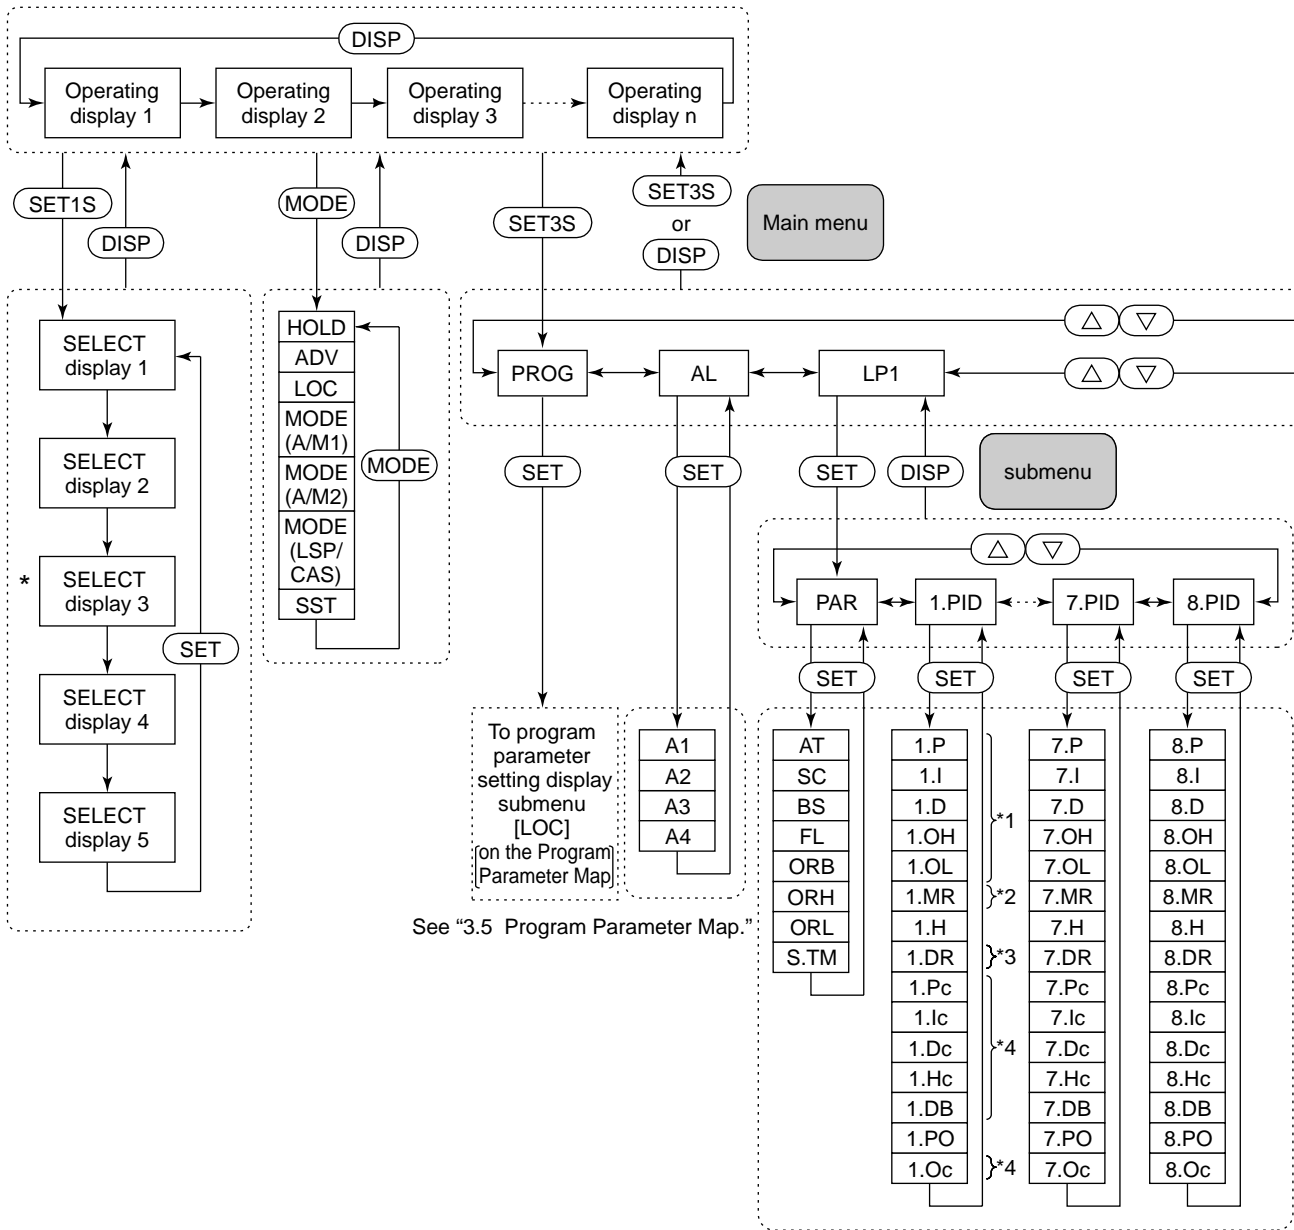 DISP
Operating
display 1
Operating
display 2
Operating
display 3
Operating
display n
SET1S
DISP
MODE
DISP
SET3S
SET3S
or
DISP
Main menu
SELECT
display 1
SELECT
display 2
*
SELECT
display 3
SELECT
display 4
SELECT
display 5
SET
HOLD
ADV
LOC
MODE
(A/M1)
MODE
(A/M2)
MODE
(LSP/
CAS)
SST
MODE
△ ▽
PROG
AL
LP1
△ ▽
SET
SET
SET
DISP
submenu
△ ▽
PAR
1.PID
7.PID
8.PID
SET
SET
SET
SET
To program
parameter
setting display
submenu
[LOC]
(on the Program
Parameter Map)
See “3.5 Program Parameter Map.”
A1
A2
A3
A4
AT
SC
BS
FL
ORB
ORH
ORL
S.TM
1.P
1.I
1.D
1.OH
1.OL
1.MR
1.H
1.DR
1.Pc
1.Ic
1.Dc
1.Hc
1.DB
1.PO
1.Oc
*1
*2
*3
*4
*4
7.P
7.I
7.D
7.OH
7.OL
7.MR
7.H
7.DR
7.Pc
7.Ic
7.Dc
7.Hc
7.DB
7.PO
7.Oc
8.P
8.I
8.D
8.OH
8.OL
8.MR
8.H
8.DR
8.Pc
8.Ic
8.Dc
8.Hc
8.DB
8.PO
8.Oc